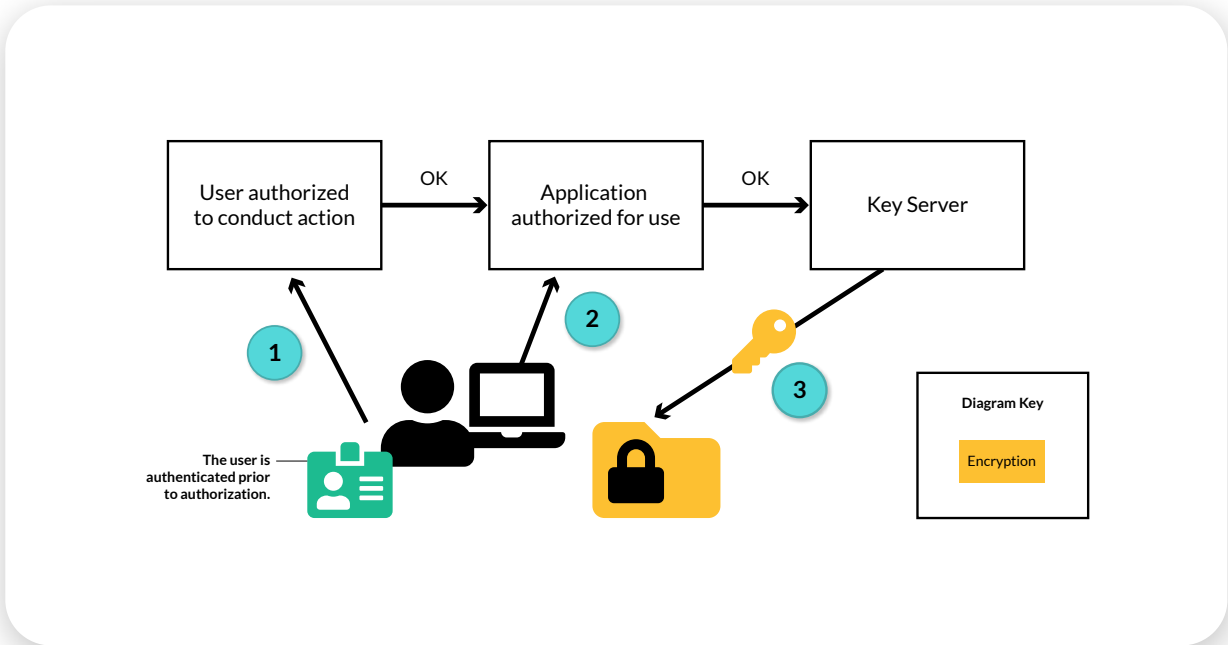 User authorized
to conduct action
OK
Application
authorized for use
OK
Key Server
1
2
3
The user is
authenticated prior
to authorization.
Diagram Key
Encryption